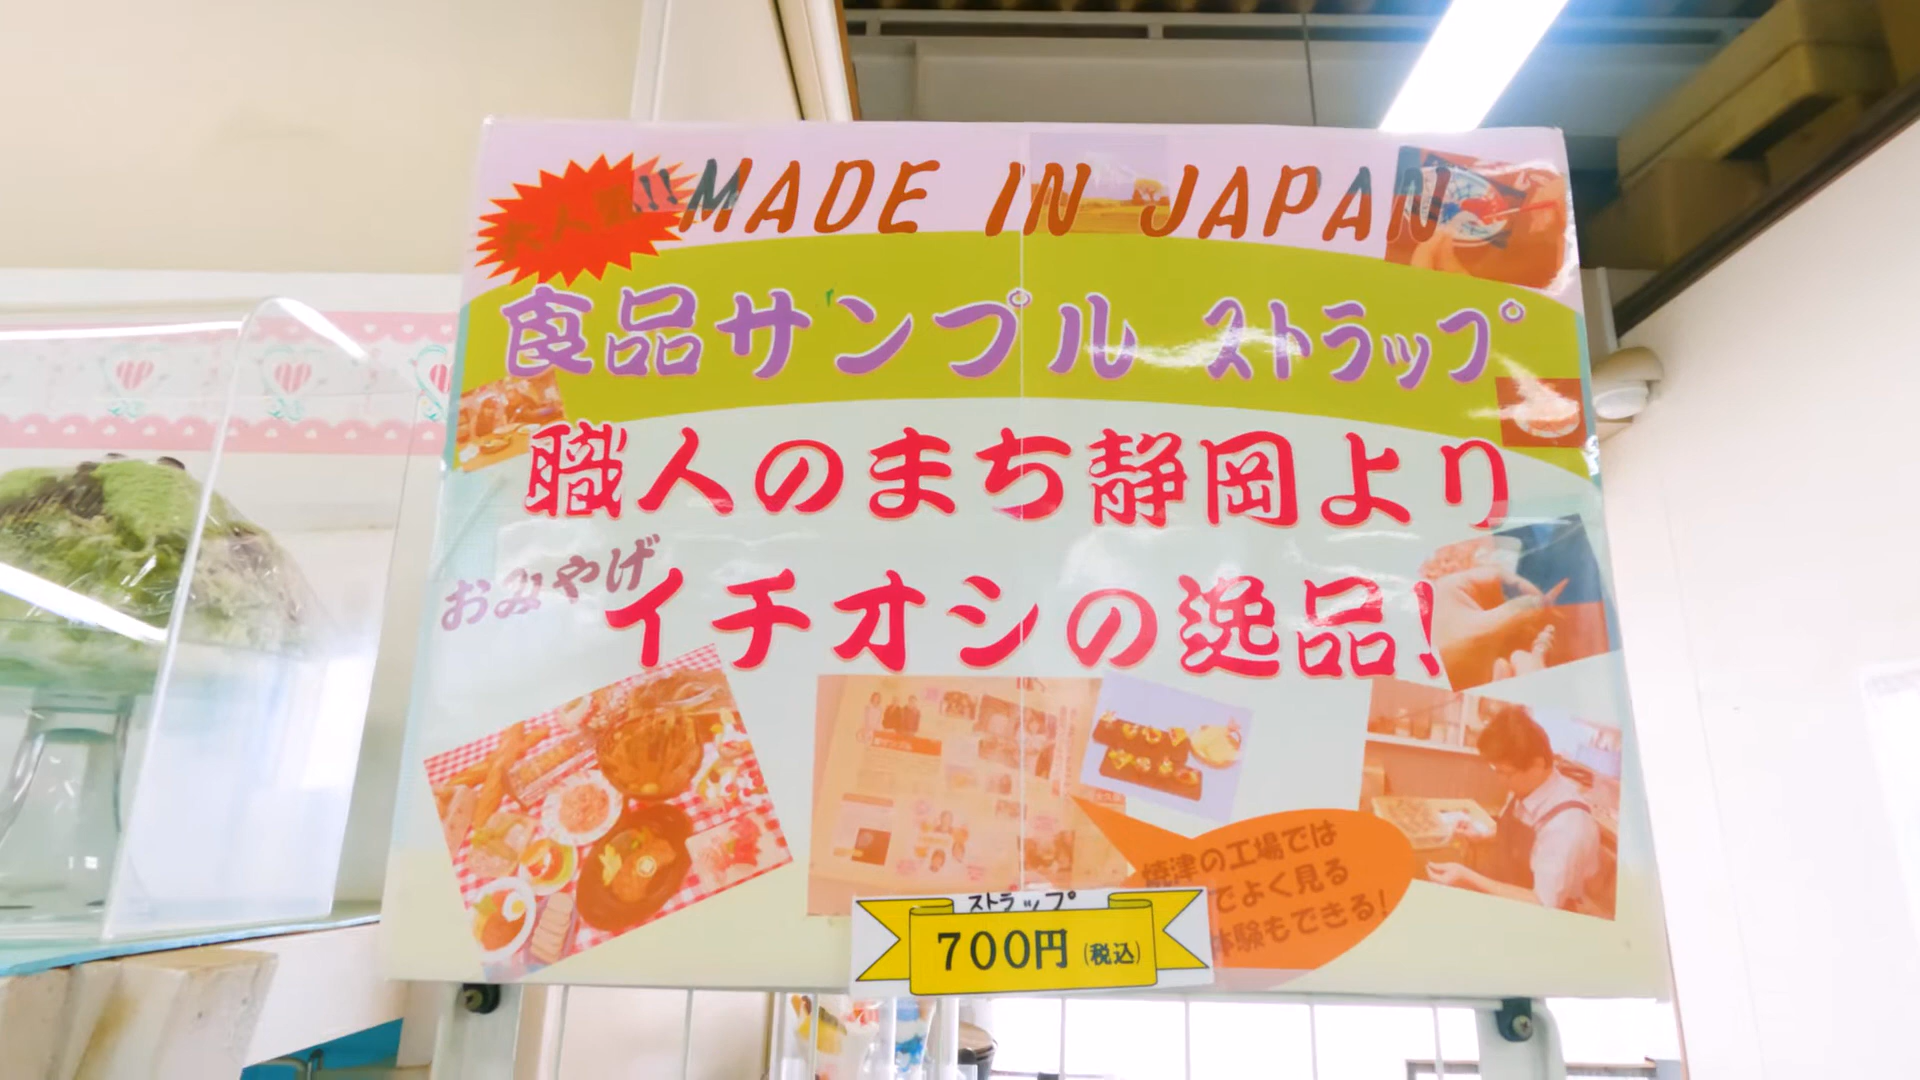 大人気!!
MADE IN JAPAN
食品サンプル ストラップ
職人のまち静岡より
おみやげ
イチオシの逸品!
焼津の工場では
でよく見る
体験もできる!
ストラップ
700円(税込)